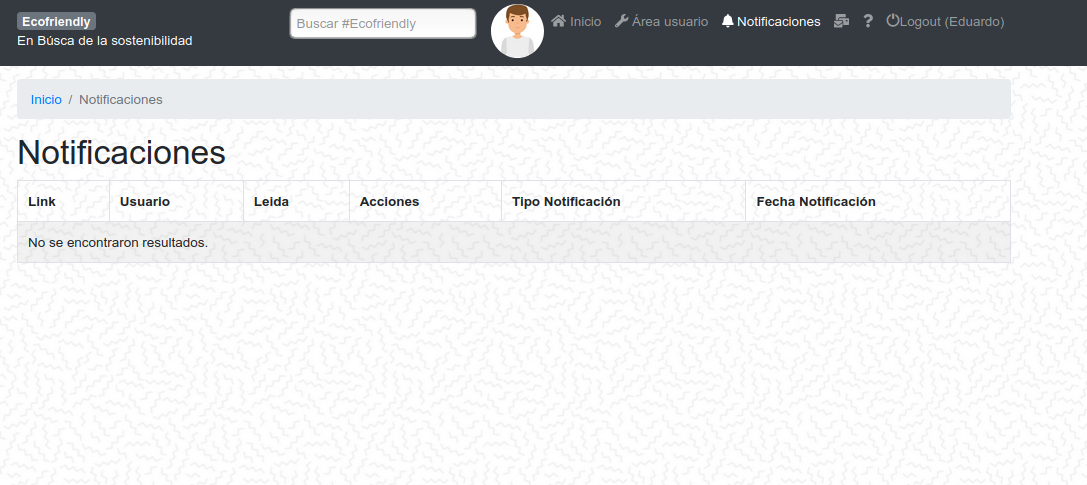 Ecofriendly
En Búsca de la sostenibilidad
Buscar #Ecofriendly
Inicio
Área usuario
Notificaciones
?
Logout (Eduardo)
Inicio / Notificaciones
Notificaciones
Link Usuario Leida Acciones Tipo Notificación Fecha Notificación
No se encontraron resultados.